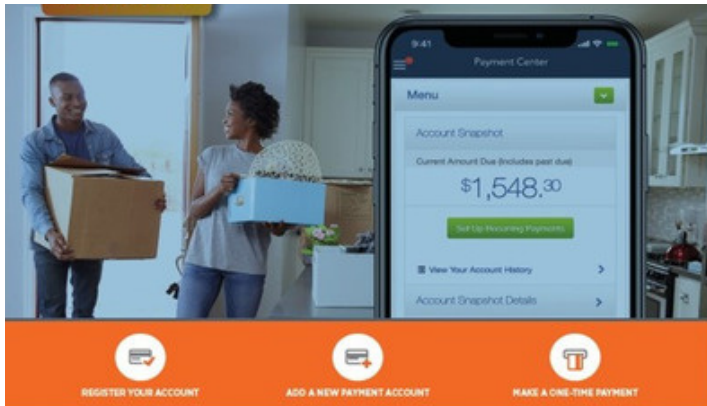 9:41
Payment Center
Menu
Account Snapshot
Current Amount Due (Includes past due)
$1,548.30
Set Up Recurring Payments
View Your Account History
Account Snapshot Details
REGISTER YOUR ACCOUNT
ADD A NEW PAYMENT ACCOUNT
MAKE A ONE-TIME PAYMENT